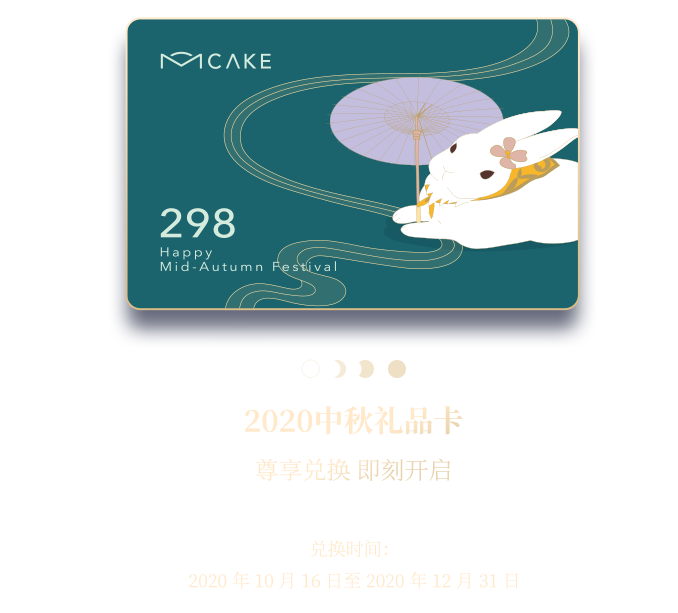 MCAKE
298
Happy
Mid-Autumn Festival
2020中秋礼品卡
尊享兑换 即刻开启
兑换时间：
2020 年 10 月 16 日至 2020 年 12 月 31 日